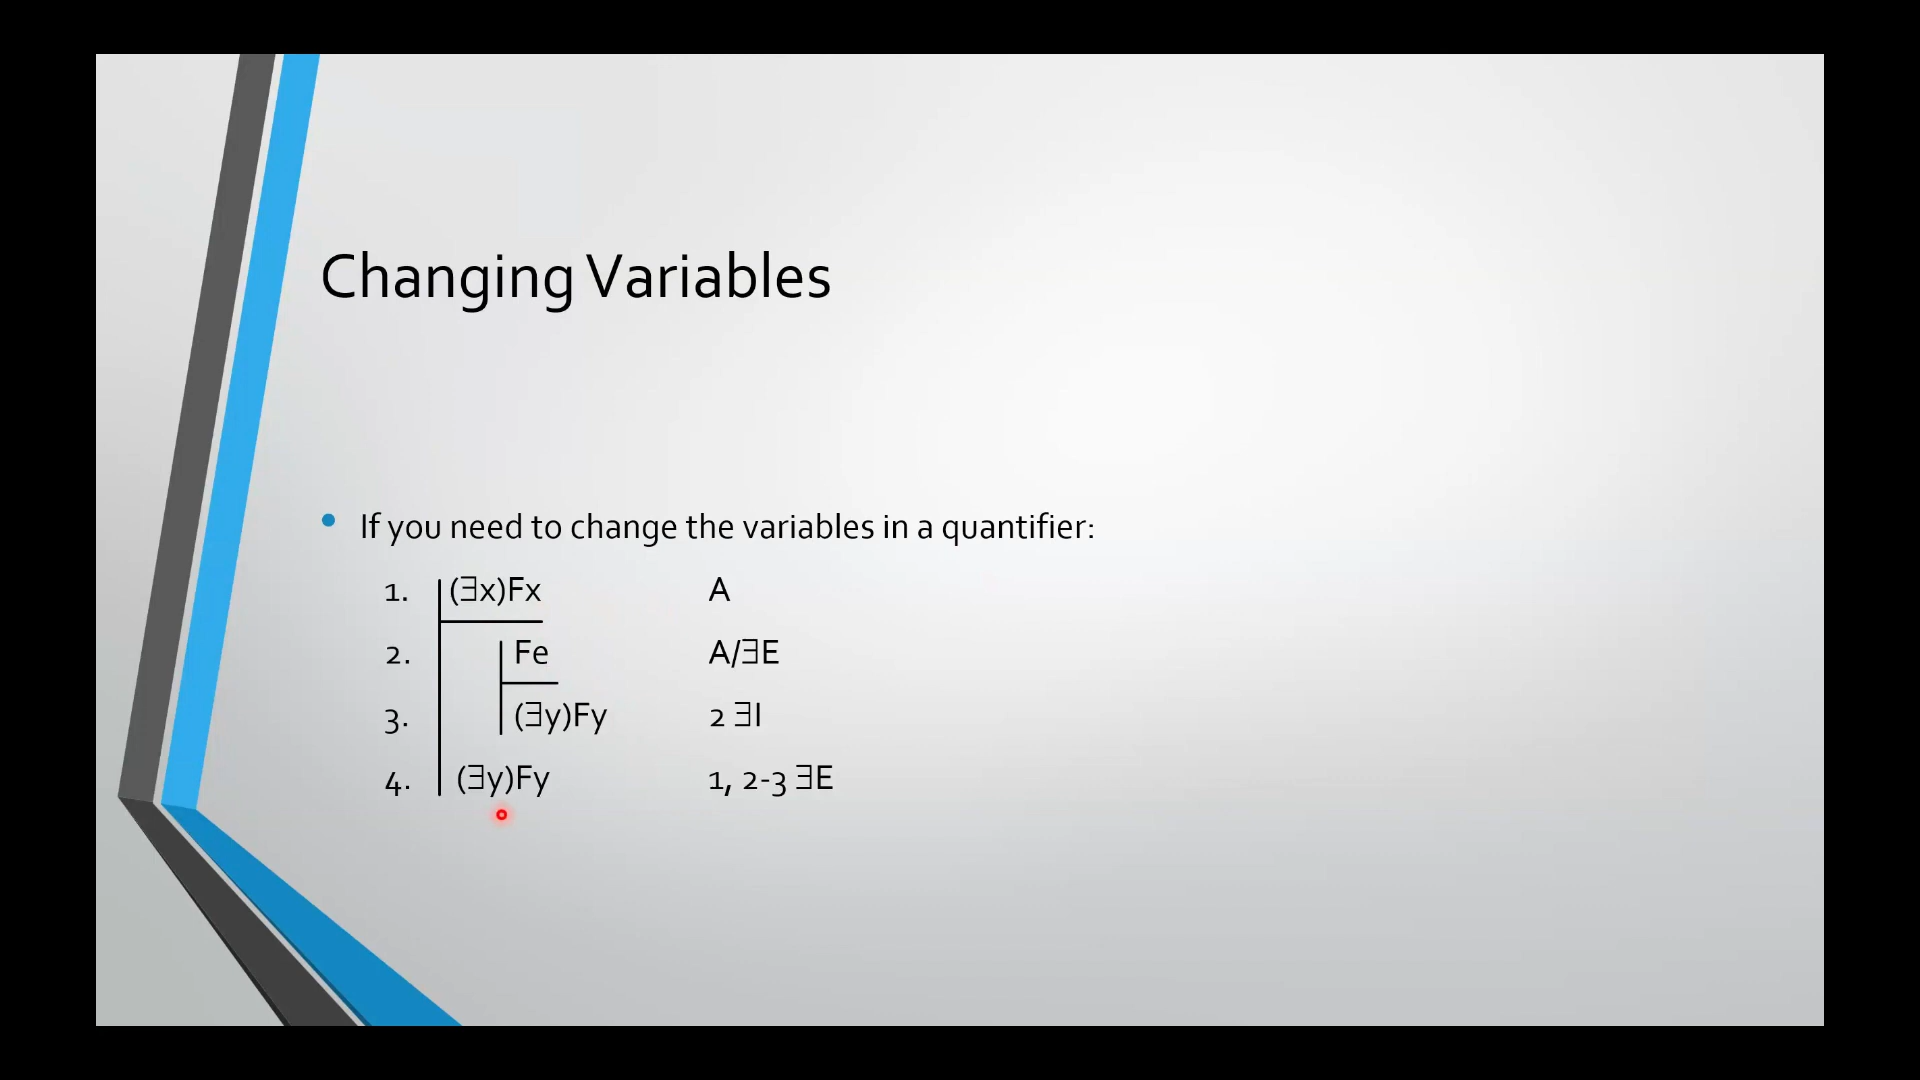 Changing Variables
• If you need to change the variables in a quantifier:
1. (∃x)Fx A
2. Fe A/∃E
3. (∃y)Fy 2 ∃I
4. (∃y)Fy 1, 2-3 ∃E